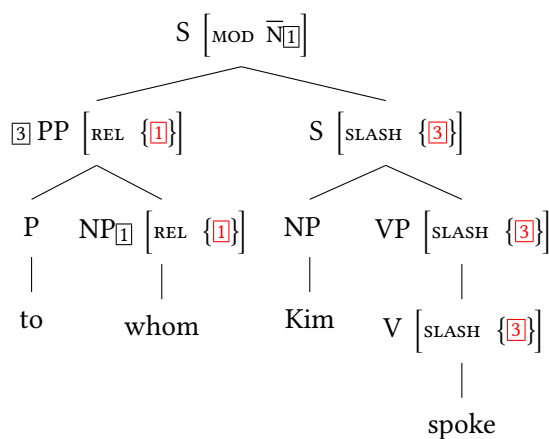 S [MOD N̅1]
3 PP [REL {1}] S [SLASH {3}]
P NP1 [REL {1}] NP VP [SLASH {3}]
to whom Kim V [SLASH {3}]
spoke